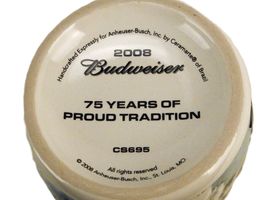 Handcrafted Expressly for Anheuser-Busch, Inc. by Ceramarte® of Brazil
2008
Budweiser
75 YEARS OF
PROUD TRADITION
CS695
All rights reserved.
©2008 Anheuser-Busch, Inc., St. Louis, MO